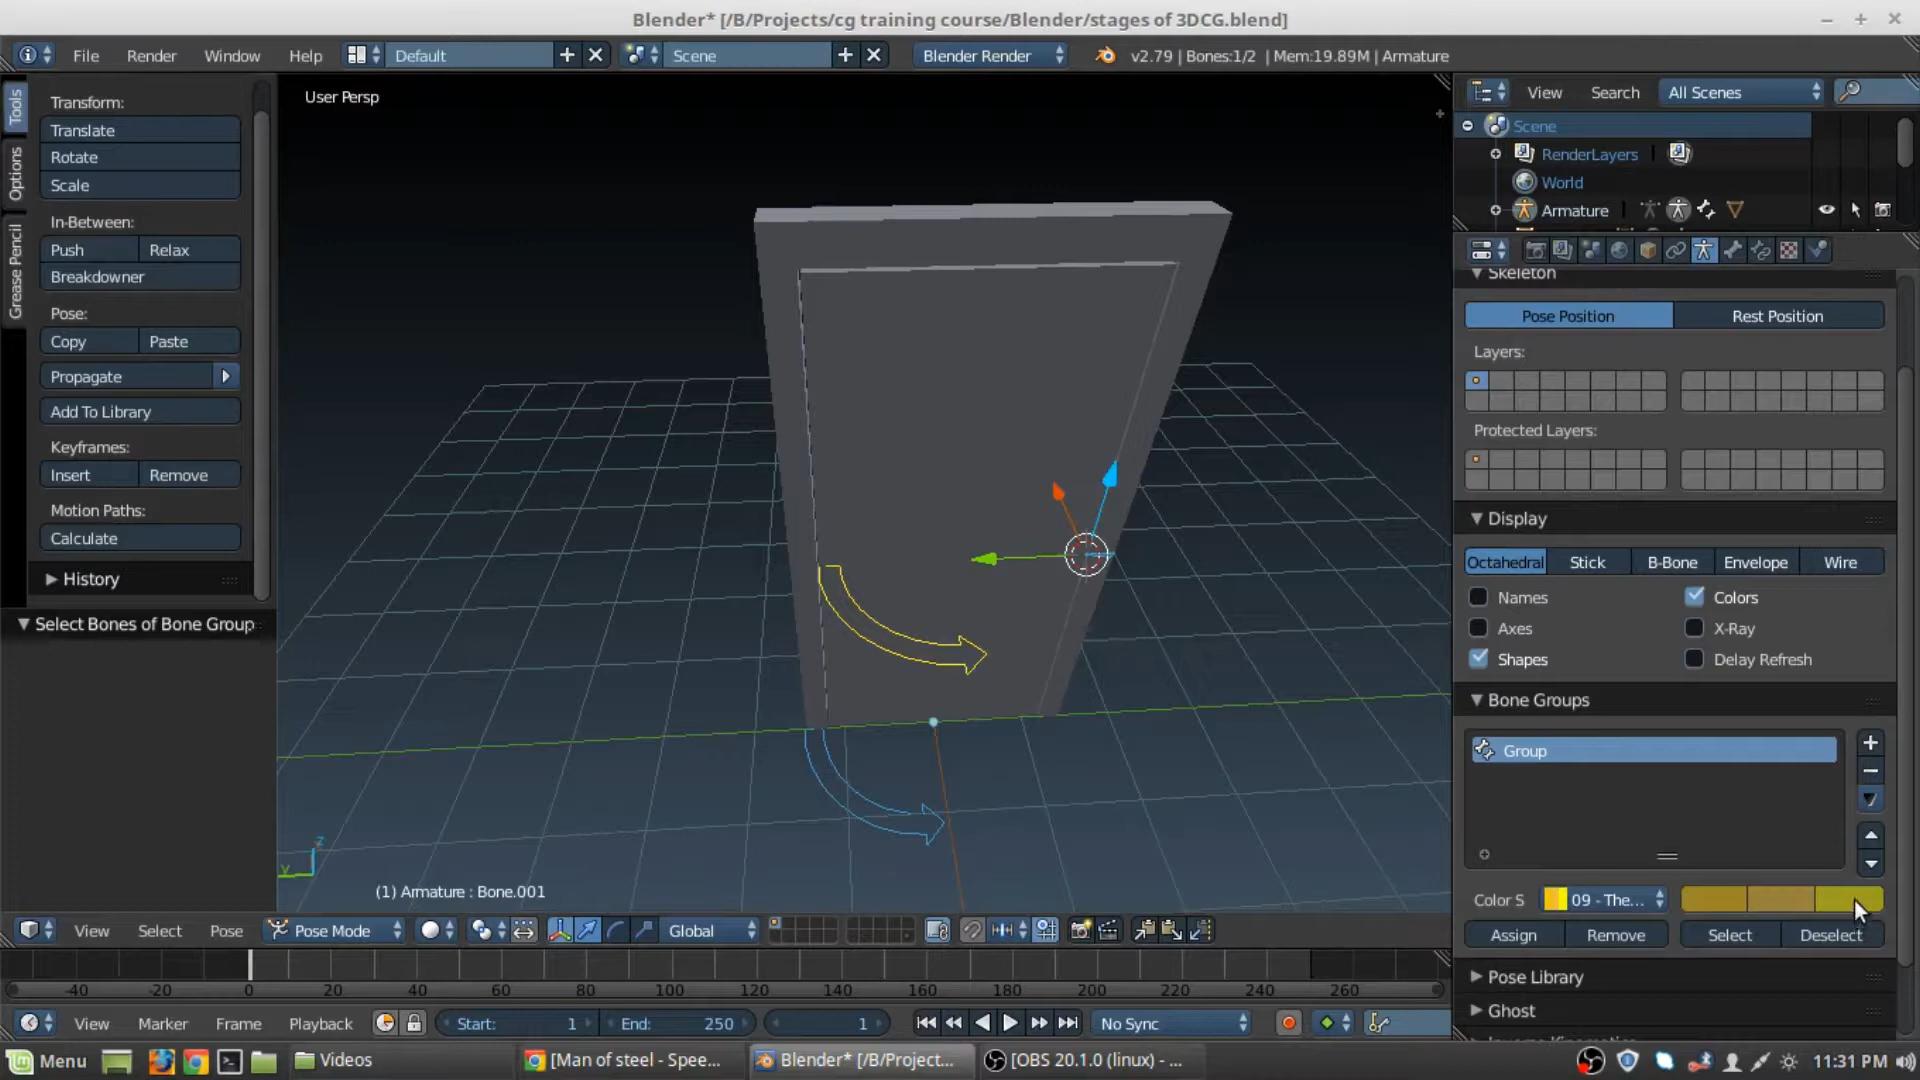 Blender* [/B/Projects/cg training course/Blender/stages of 3DCG.blend]
File Render Window Help Default Scene Blender Render v2.79 | Bones:1/2 | Mem:19.89M | Armature
Tools
Options
Grease Pencil
Transform:
Translate
Rotate
Scale
In-Between:
Push Relax
Breakdowner
Pose:
Copy Paste
Propagate
Add To Library
Keyframes:
Insert Remove
Motion Paths:
Calculate
History
Select Bones of Bone Group
User Persp
z
Y
(1) Armature : Bone.001
View Select Pose Pose Mode Global
-40 -20 0 20 40 60 80 100 120 140 160 180 200 220 240 260
View Marker Frame Playback Start: 1 End: 250 1 No Sync
View Search All Scenes
Scene
RenderLayers
World
Armature
Skeleton
Pose Position Rest Position
Layers:
Protected Layers:
Display
Octahedral Stick B-Bone Envelope Wire
Names Colors
Axes X-Ray
Shapes Delay Refresh
Bone Groups
Group
Color S 09 - The...
Assign Remove Select Deselect
Pose Library
Ghost
Menu Videos [Man of steel - Spee... Blender* [/B/Project... [OBS 20.1.0 (linux) - ... 11:31 PM